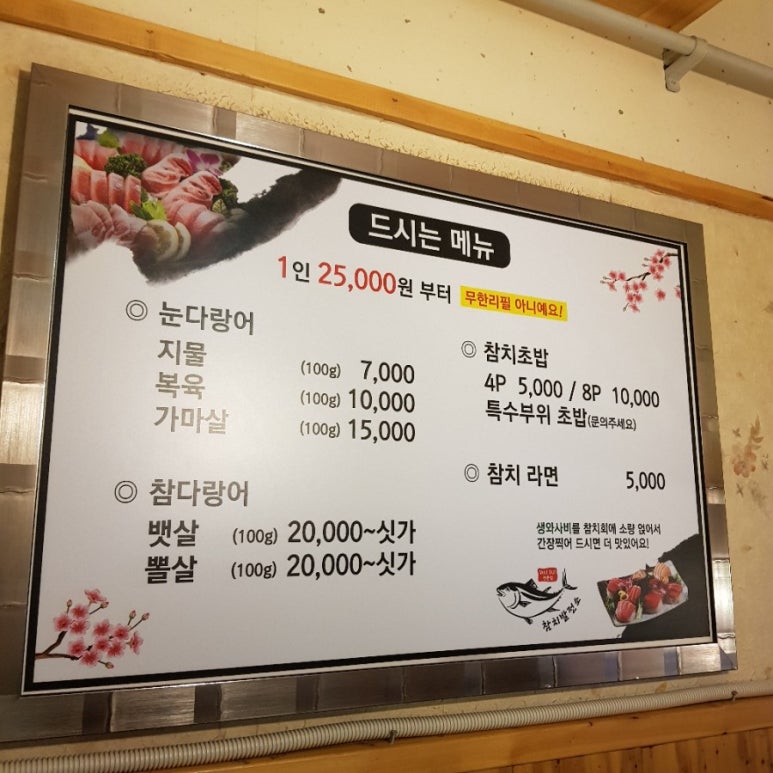 드시는 메뉴
1인 25,000원 부터 무한리필 아니예요!
◎ 눈다랑어
지물 (100g) 7,000
복육 (100g) 10,000
가마살 (100g) 15,000
◎ 참다랑어
뱃살 (100g) 20,000~싯가
뽈살 (100g) 20,000~싯가
◎ 참치초밥
4P 5,000 / 8P 10,000
특수부위 초밥(문의주세요)
◎ 참치 라면 5,000
생와사비를 참치회에 소량 얹어서
간장찍어 드시면 더 맛있어요!
참치발전소